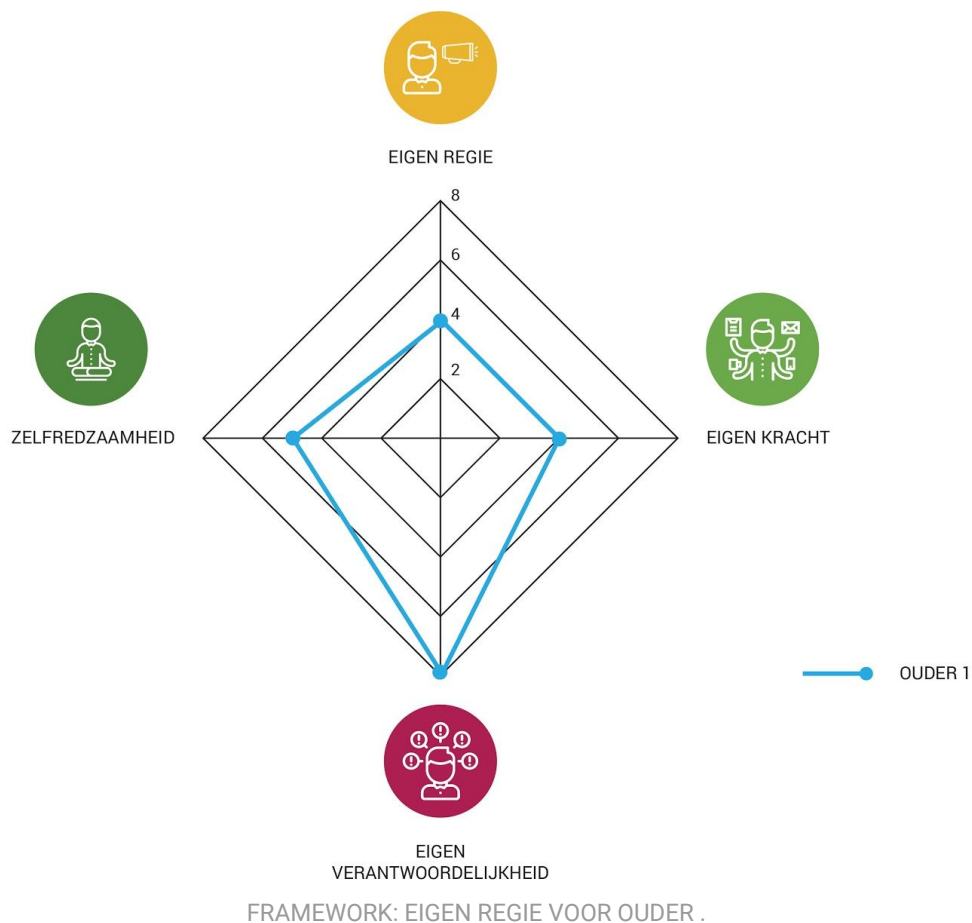 EIGEN REGIE
8
6
4
2
ZELFREDZAAMHEID
EIGEN KRACHT
OUDER 1
EIGEN
VERANTWOORDELIJKHEID
FRAMEWORK: EIGEN REGIE VOOR OUDER .